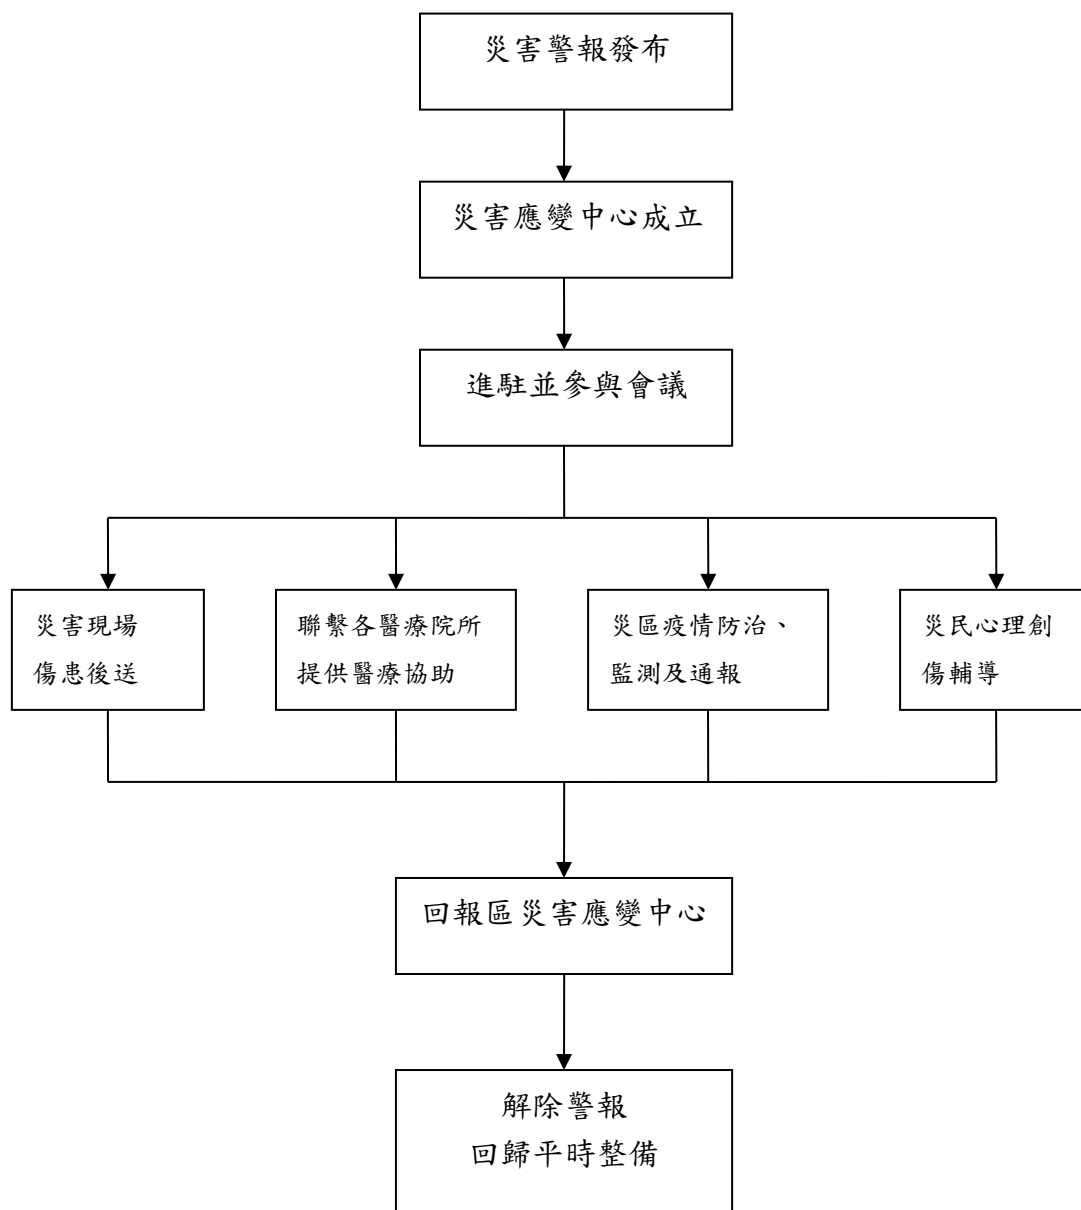 災害警報發布
災害應變中心成立
進駐並參與會議
災害現場
傷患後送
聯繫各醫療院所
提供醫療協助
災區疫情防治、
監測及通報
災民心理創
傷輔導
回報區災害應變中心
解除警報
回歸平時整備